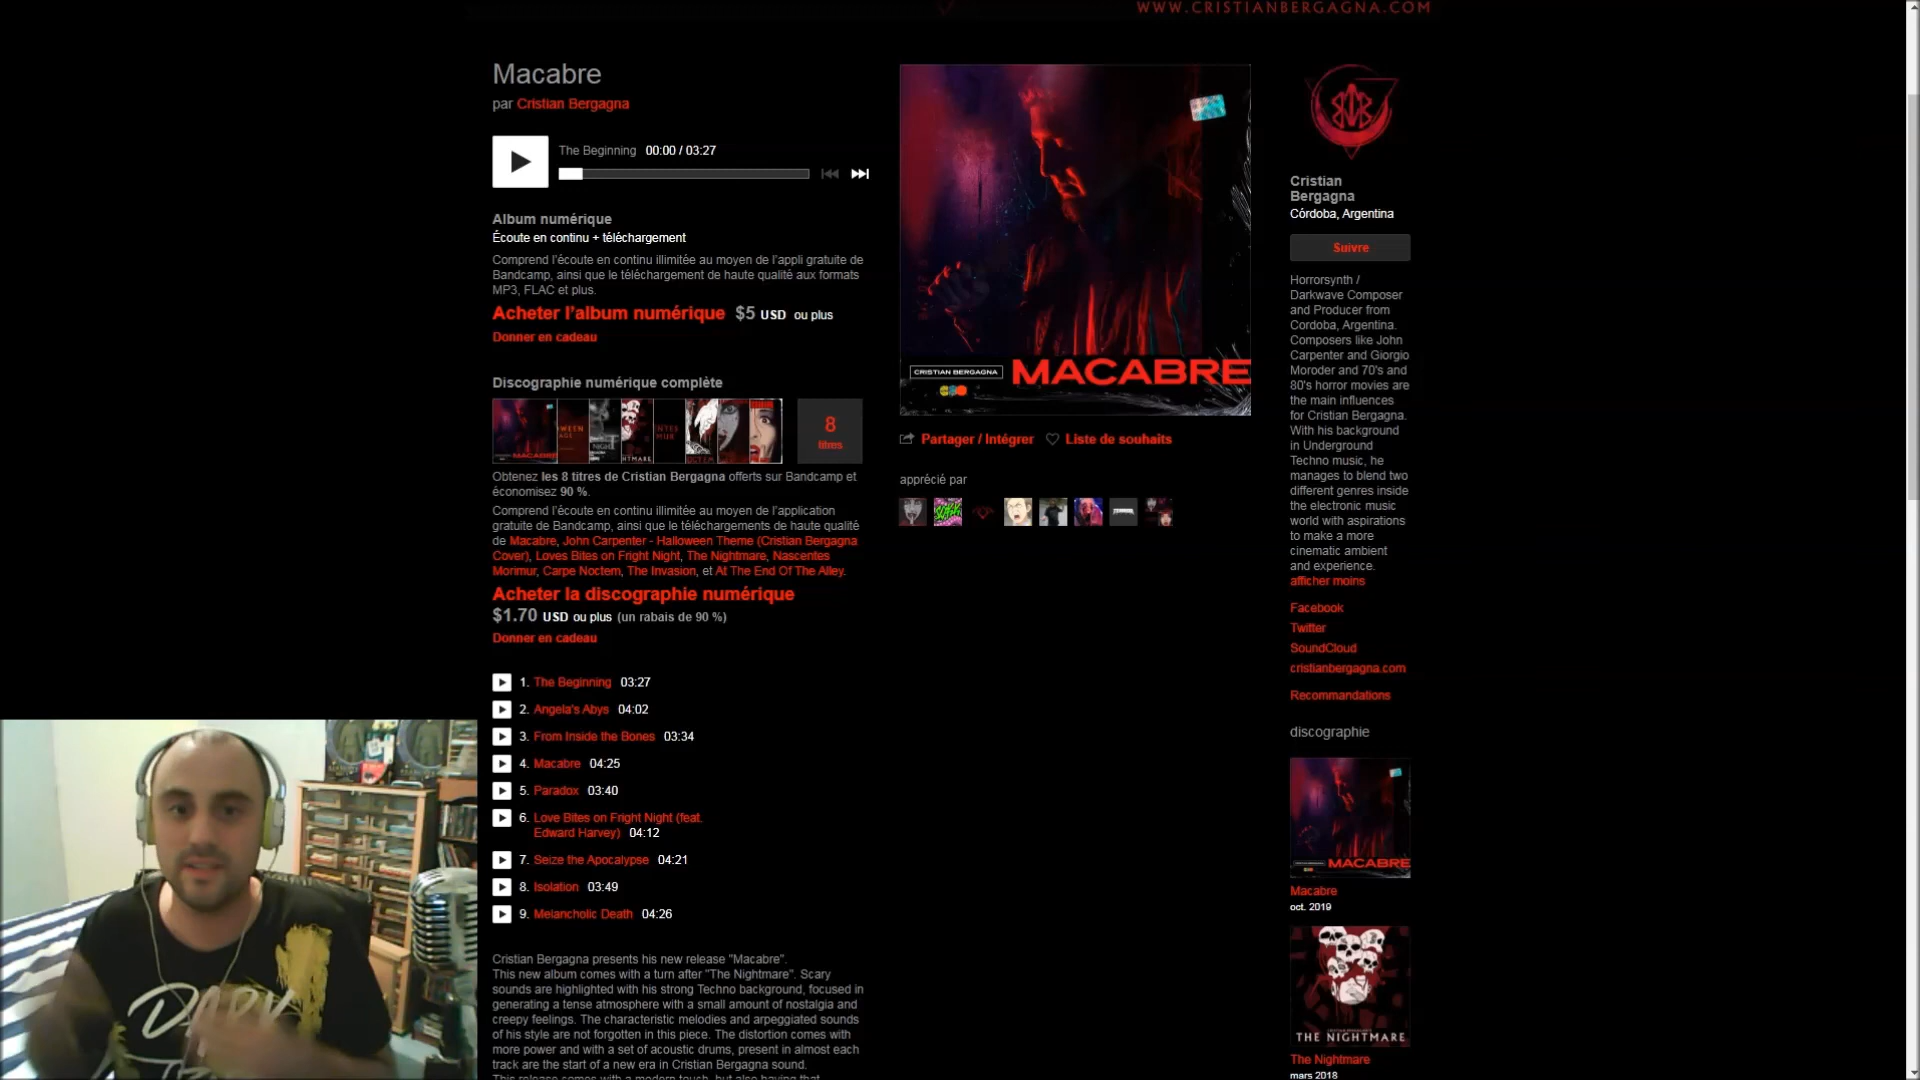 WWW.CRISTIANBERGAGNA.COM
Macabre
par Cristian Bergagna
The Beginning 00:00 / 03:27
Album numérique
Écoute en continu + téléchargement
Comprend l'écoute en continu illimitée au moyen de l'appli gratuite de
Bandcamp, ainsi que le téléchargement de haute qualité aux formats
MP3, FLAC et plus.
Acheter l'album numérique $5 USD ou plus
Donner en cadeau
Discographie numérique complète
8
titres
Obtenez les 8 titres de Cristian Bergagna offerts sur Bandcamp et
économisez 90 %.
Comprend l'écoute en continu illimitée au moyen de l'application
gratuite de Bandcamp, ainsi que le téléchargements de haute qualité
de Macabre, John Carpenter - Halloween Theme (Cristian Bergagna
Cover), Loves Bites on Fright Night, The Nightmare, Nascentes
Morimur, Carpe Noctem, The Invasion, et At The End Of The Alley.
Acheter la discographie numérique
$1.70 USD ou plus (un rabais de 90 %)
Donner en cadeau
1. The Beginning 03:27
2. Angela's Abys 04:02
3. From Inside the Bones 03:34
4. Macabre 04:25
5. Paradox 03:40
6. Love Bites on Fright Night (feat.
Edward Harvey) 04:12
7. Seize the Apocalypse 04:21
8. Isolation 03:49
9. Melancholic Death 04:26
Cristian Bergagna presents his new release "Macabre".
This new album comes with a turn after "The Nightmare". Scary
sounds are highlighted with his strong Techno background, focused in
generating a tense atmosphere with a small amount of nostalgia and
creepy feelings. The characteristic melodies and arpeggiated sounds
of his style are not forgotten in this piece. The distortion comes with
more power and with a set of acoustic drums, present in almost each
track are the start of a new era in Cristian Bergagna sound.
This release comes with a modern touch, but also having that
CRISTIAN BERGAGNA
MACABRE
Partager / Intégrer
Liste de souhaits
apprécié par
Cristian
Bergagna
Córdoba, Argentina
Suivre
Horrorsynth /
Darkwave Composer
and Producer from
Cordoba, Argentina.
Composers like John
Carpenter and Giorgio
Moroder and 70's and
80's horror movies are
the main influences
for Cristian Bergagna.
With his background
in Underground
Techno music, he
manages to blend two
different genres inside
the electronic music
world with aspirations
to make a more
cinematic ambient
and experience.
afficher moins
Facebook
Twitter
SoundCloud
cristianbergagna.com
Recommandations
discographie
MACABRE
Macabre
oct. 2019
THE NIGHTMARE
The Nightmare
mars 2018
DARK